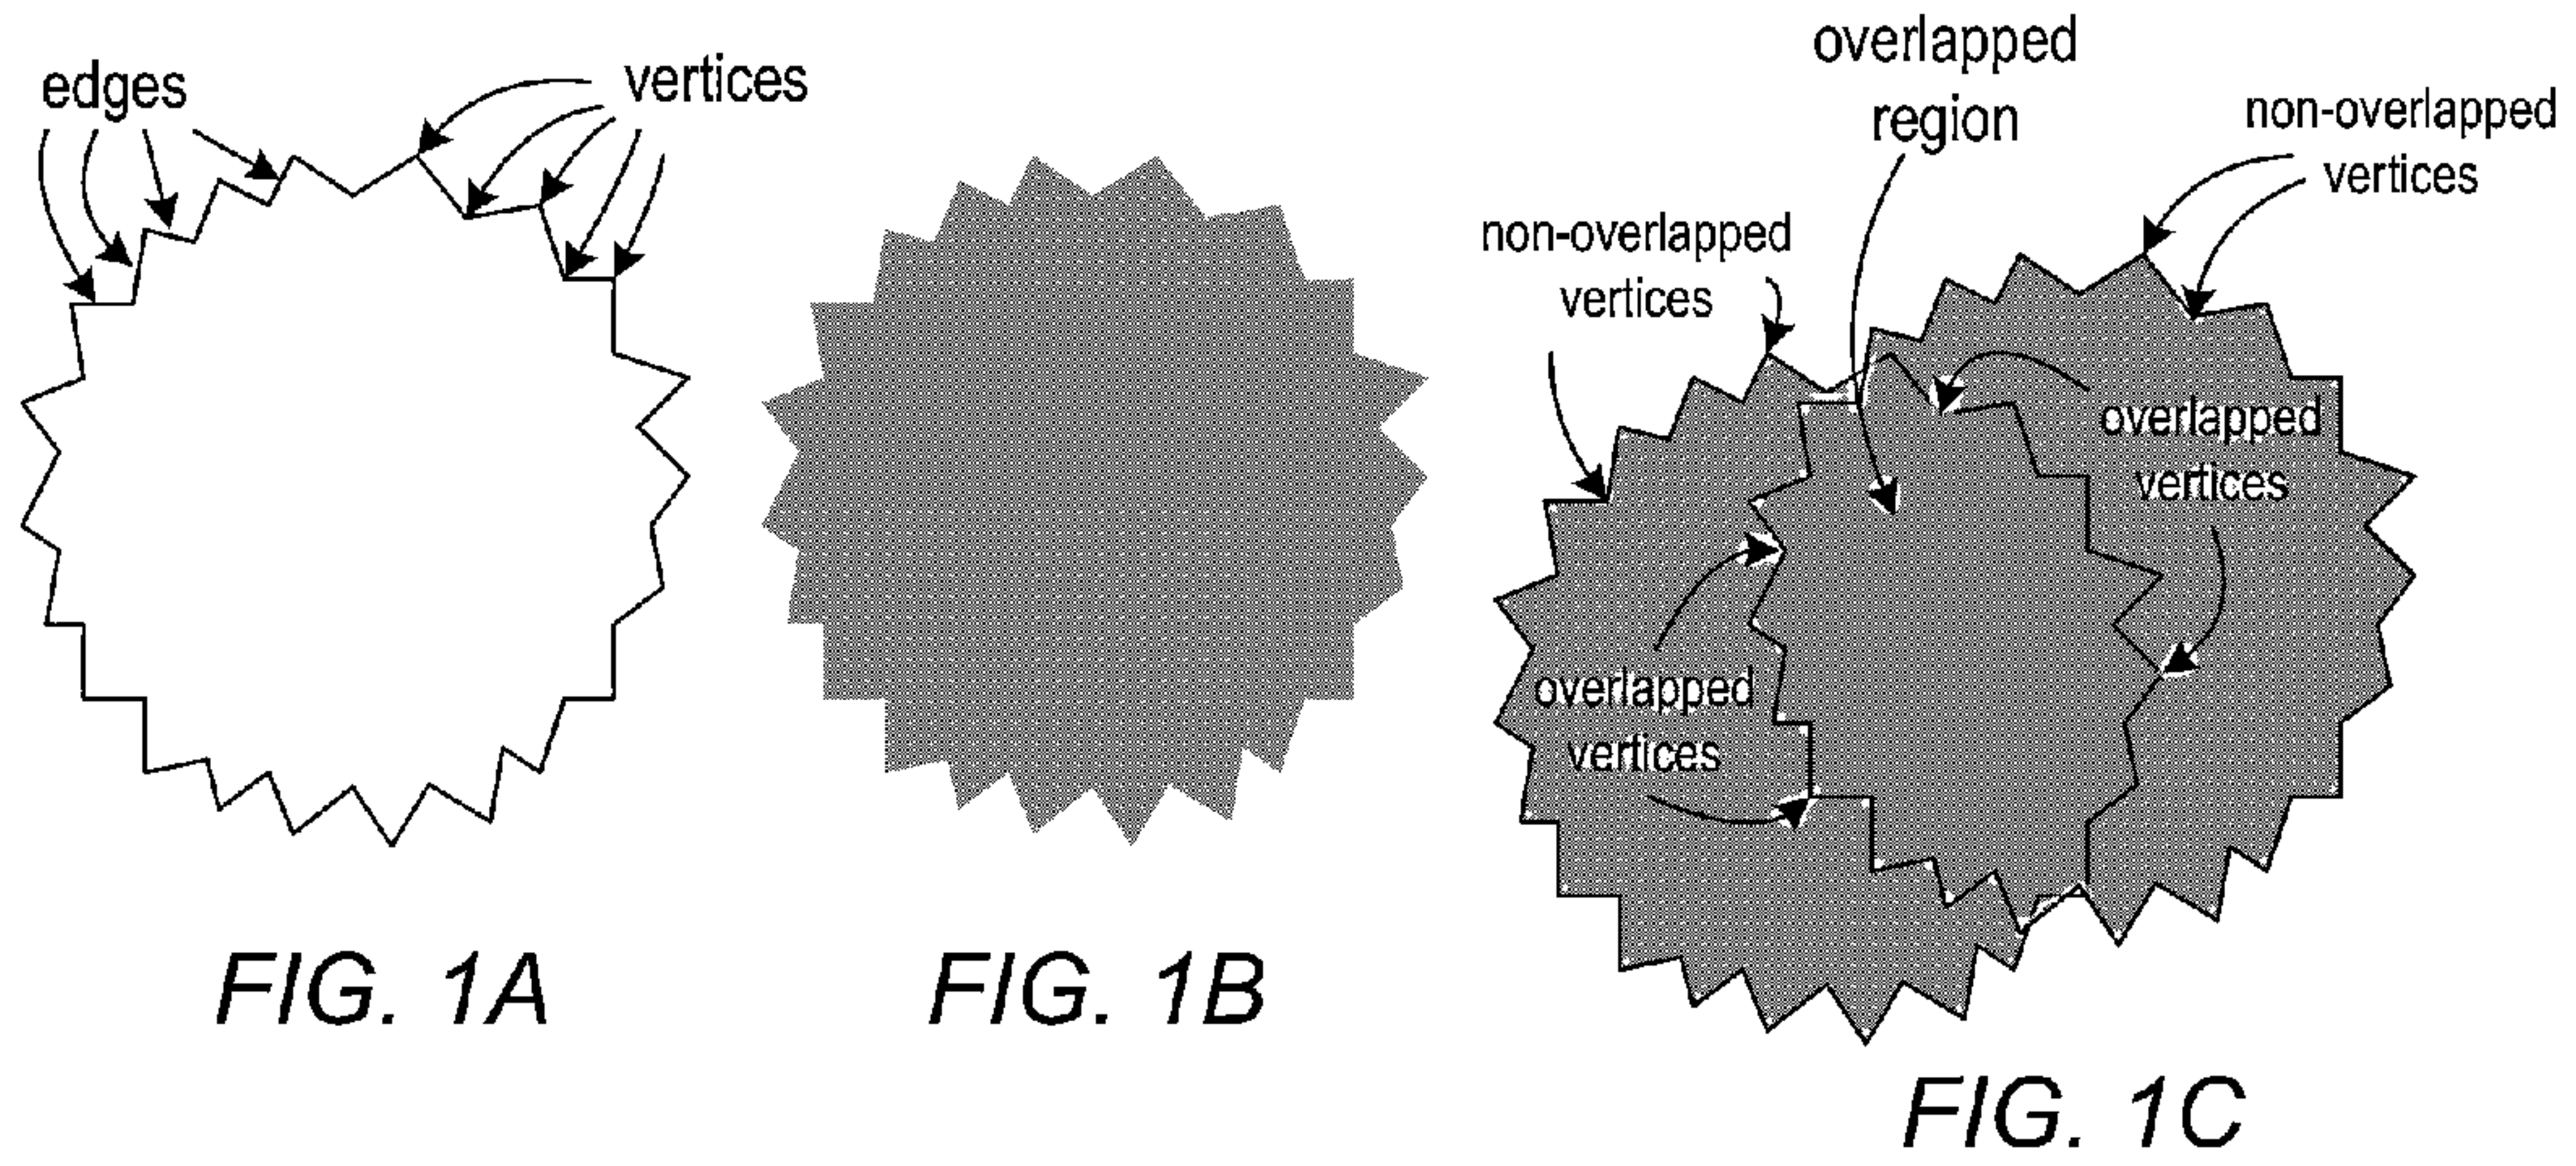 edges
vertices
FIG. 1A
FIG. 1B
overlapped
region
non-overlapped
vertices
non-overlapped
vertices
overlapped
vertices
overlapped
vertices
FIG. 1C